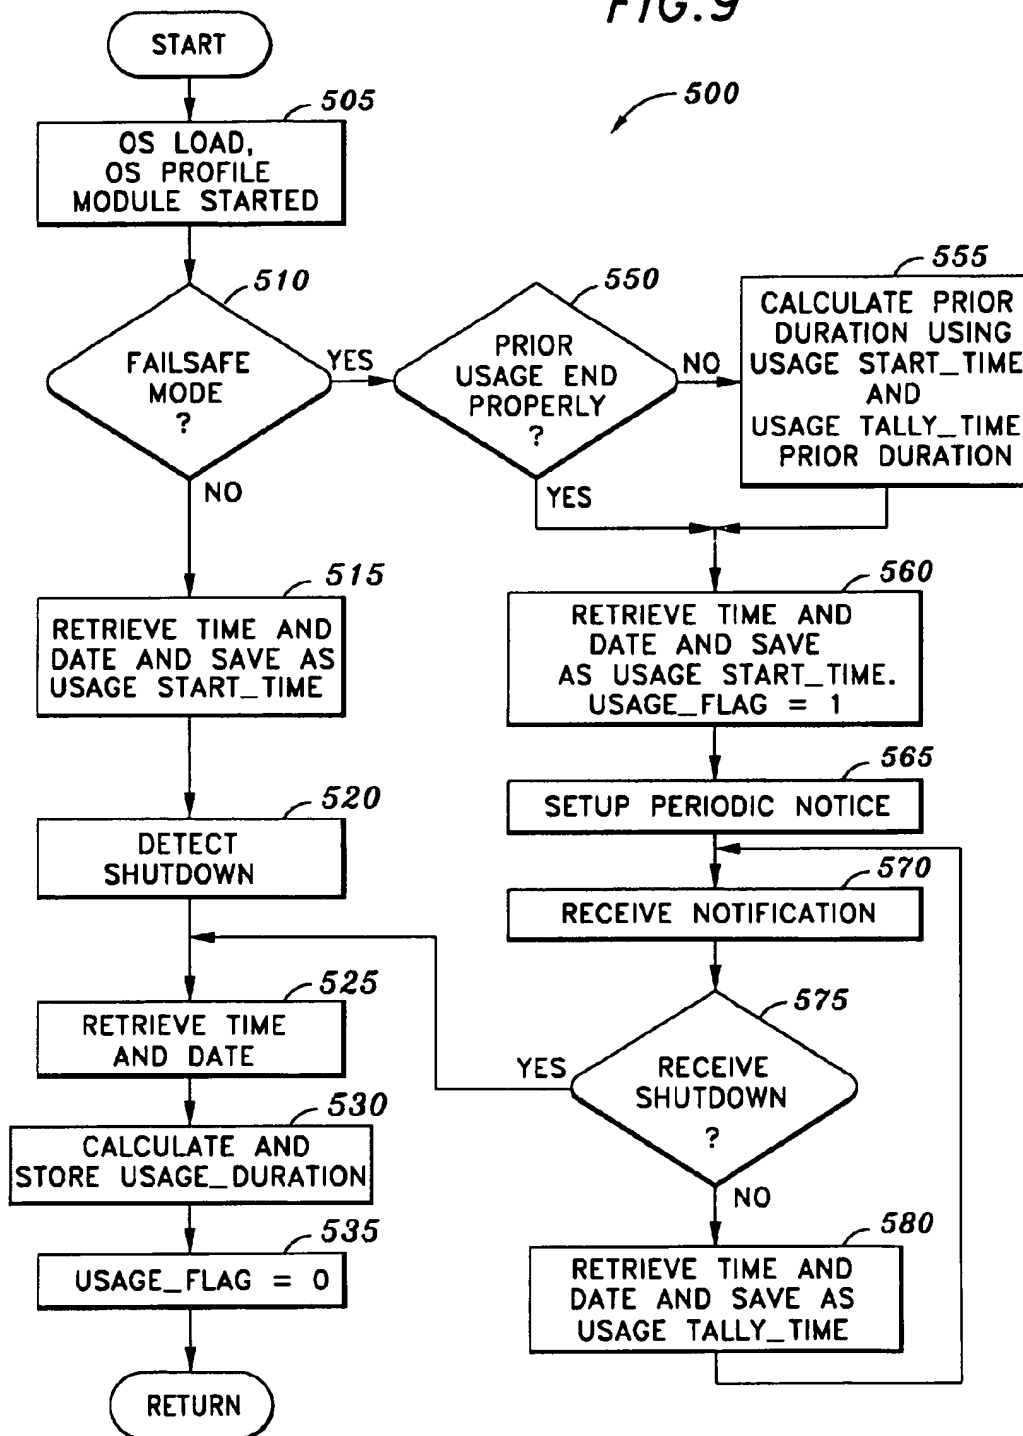 FIG.9
500
START
505
OS LOAD,
OS PROFILE
MODULE STARTED
510
FAILSAFE
MODE
?
YES
NO
550
PRIOR
USAGE END
PROPERLY
?
NO
YES
555
CALCULATE PRIOR
DURATION USING
USAGE START_TIME
AND
USAGE TALLY_TIME
PRIOR DURATION
515
RETRIEVE TIME AND
DATE AND SAVE AS
USAGE START_TIME
560
RETRIEVE TIME AND
DATE AND SAVE
AS USAGE START_TIME.
USAGE_FLAG = 1
565
SETUP PERIODIC NOTICE
520
DETECT
SHUTDOWN
570
RECEIVE NOTIFICATION
525
RETRIEVE TIME
AND DATE
575
RECEIVE
SHUTDOWN
?
YES
NO
530
CALCULATE AND
STORE USAGE_DURATION
535
USAGE_FLAG = 0
580
RETRIEVE TIME AND
DATE AND SAVE AS
USAGE TALLY_TIME
RETURN